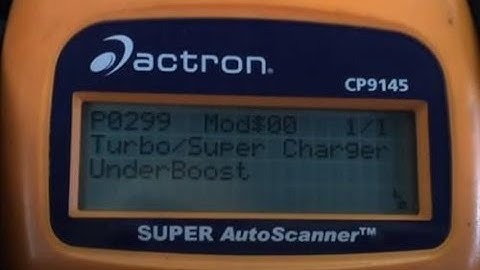 actron®
CP9145
P0299 Mod$00 1/1
Turbo/Super Charger
UnderBoost
SUPER AutoScanner™